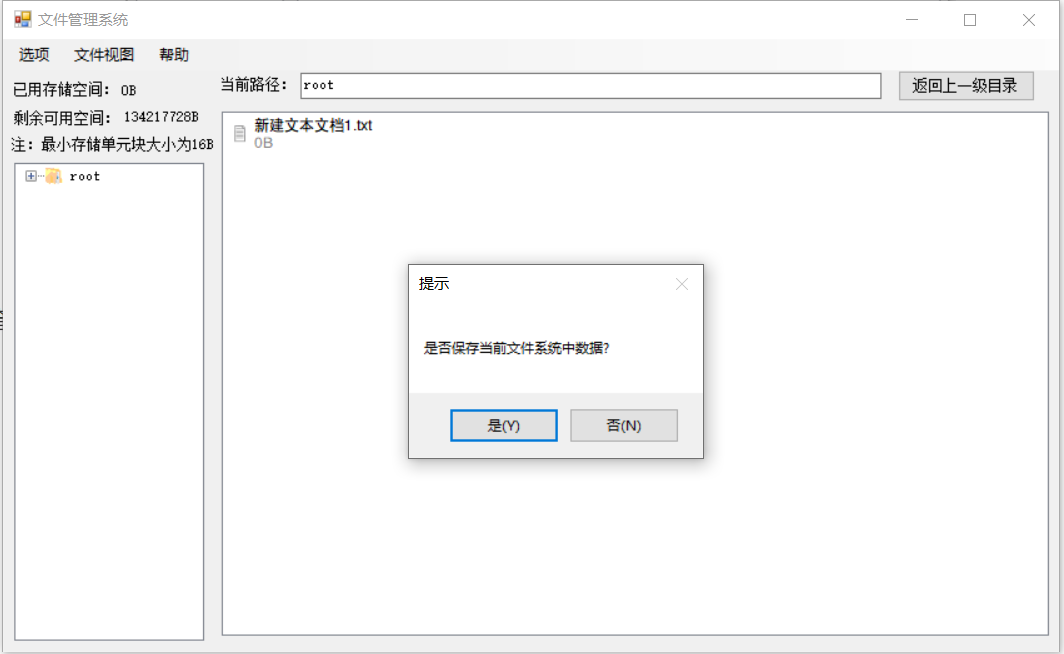 文件管理系统
选项 文件视图 帮助
已用存储空间: 0B
当前路径: root 返回上一级目录
剩余可用空间: 134217728B
注: 最小存储单元块大小为16B
root
新建文本文档1.txt
0B
提示
是否保存当前文件系统中数据?
是(Y) 否(N)